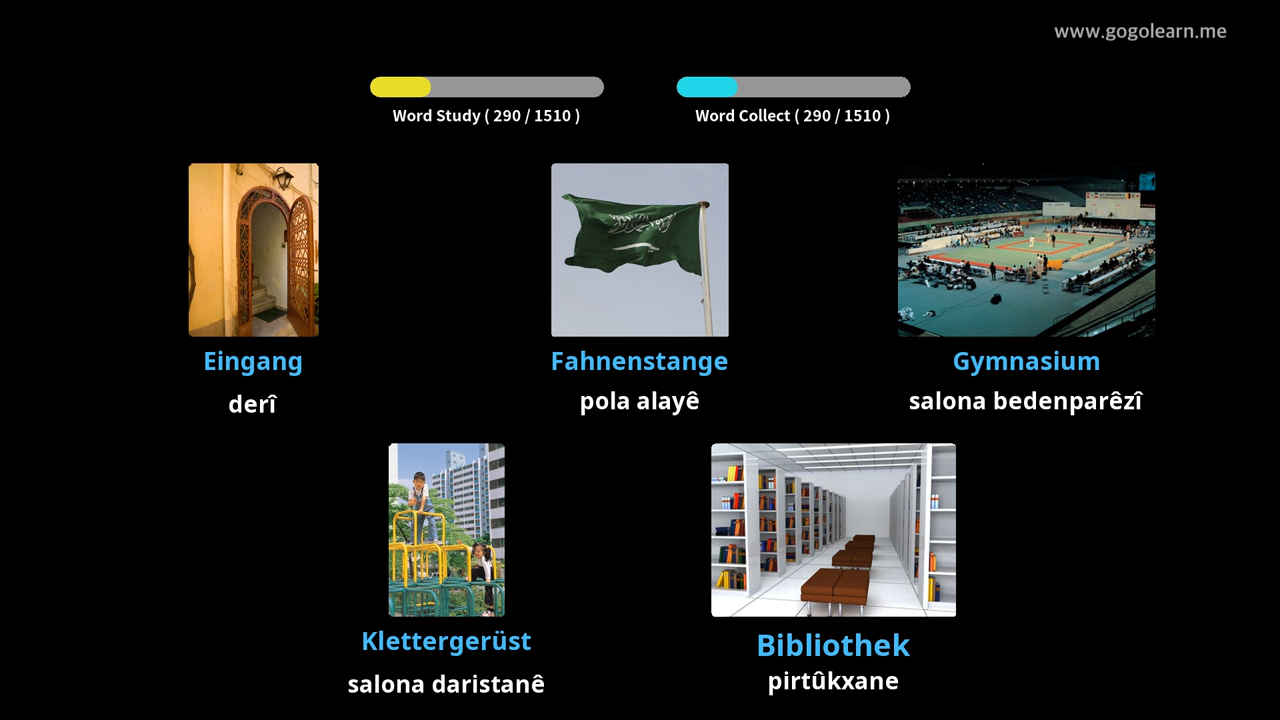 www.gogolearn.me
Word Study ( 290 / 1510 )
Word Collect ( 290 / 1510 )
Eingang
derî
Fahnenstange
pola alayê
Gymnasium
salona bedenparêzî
Klettergerüst
salona daristanê
Bibliothek
pirtûkxane